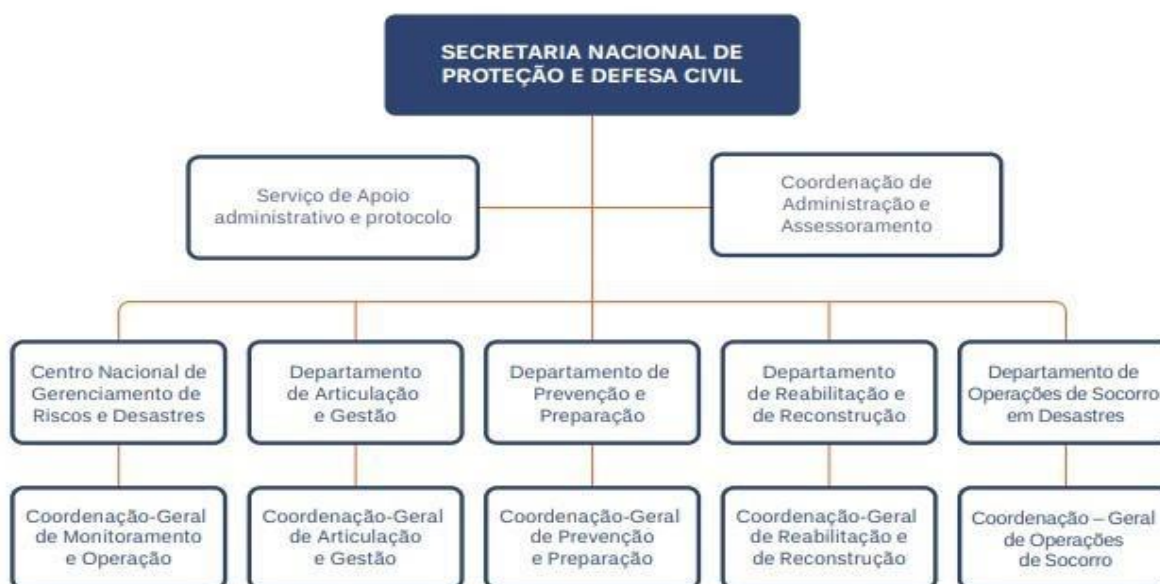 SECRETARIA NACIONAL DE
PROTEÇÃO E DEFESA CIVIL
Serviço de Apoio
administrativo e protocolo
Coordenação de
Administração e
Assessoramento
Centro Nacional de
Gerenciamento de
Riscos e Desastres
Departamento
de Articulação
e Gestão
Departamento de
Prevenção e
Preparação
Departamento
de Reabilitação e
de Reconstrução
Departamento de
Operações de Socorro
em Desastres
Coordenação-Geral
de Monitoramento
e Operação
Coordenação-Geral
de Articulação
e Gestão
Coordenação-Geral
de Prevenção
e Preparação
Coordenação-Geral
de Reabilitação e
de Reconstrução
Coordenação – Geral
de Operações
de Socorro